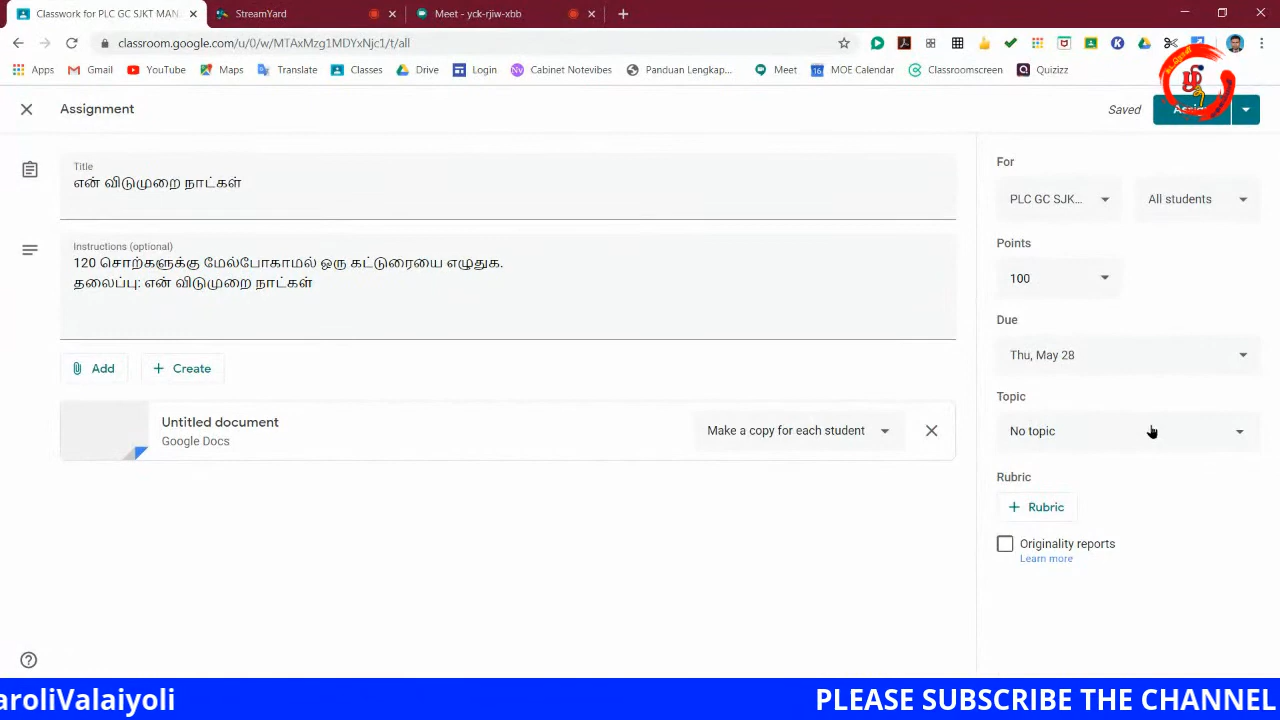 Classwork for PLC GC SJKT MAN
StreamYard
Meet - yck-rjiw-xbb
classroom.google.com/u/0/w/MTAxMzg1MDYxNjc1/t/all
Apps
Gmail
YouTube
Maps
Translate
Classes
Drive
Login
Cabinet Notevibes
Panduan Lengkap...
Meet
MOE Calendar
Classroomscreen
Quizizz
Assignment
Saved
Title
என் விடுமுறை நாட்கள்
Instructions (optional)
120 சொற்களுக்கு மேல்போகாமல் ஒரு கட்டுரையை எழுதுக.
தலைப்பு: என் விடுமுறை நாட்கள்
Add
Create
Untitled document
Google Docs
Make a copy for each student
For
PLC GC SJK...
All students
Points
100
Due
Thu, May 28
Topic
No topic
Rubric
Rubric
Originality reports
Learn more
aroliValaiyoli
PLEASE SUBSCRIBE THE CHANNEL